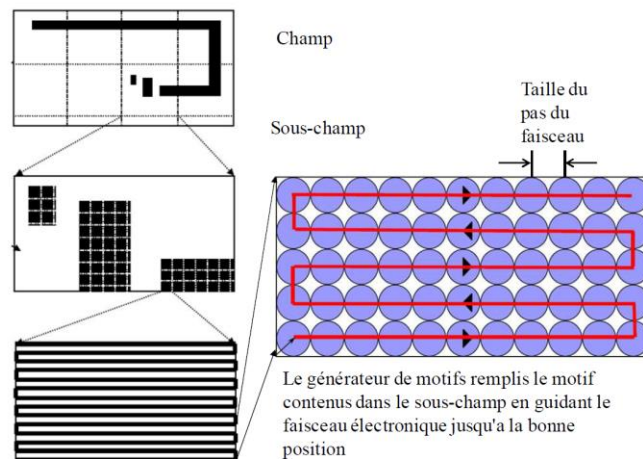 Champ
Sous-champ
Taille du
pas du
faisceau
Le générateur de motifs remplis le motif
contenus dans le sous-champ en guidant le
faisceau électronique jusqu'a la bonne
position